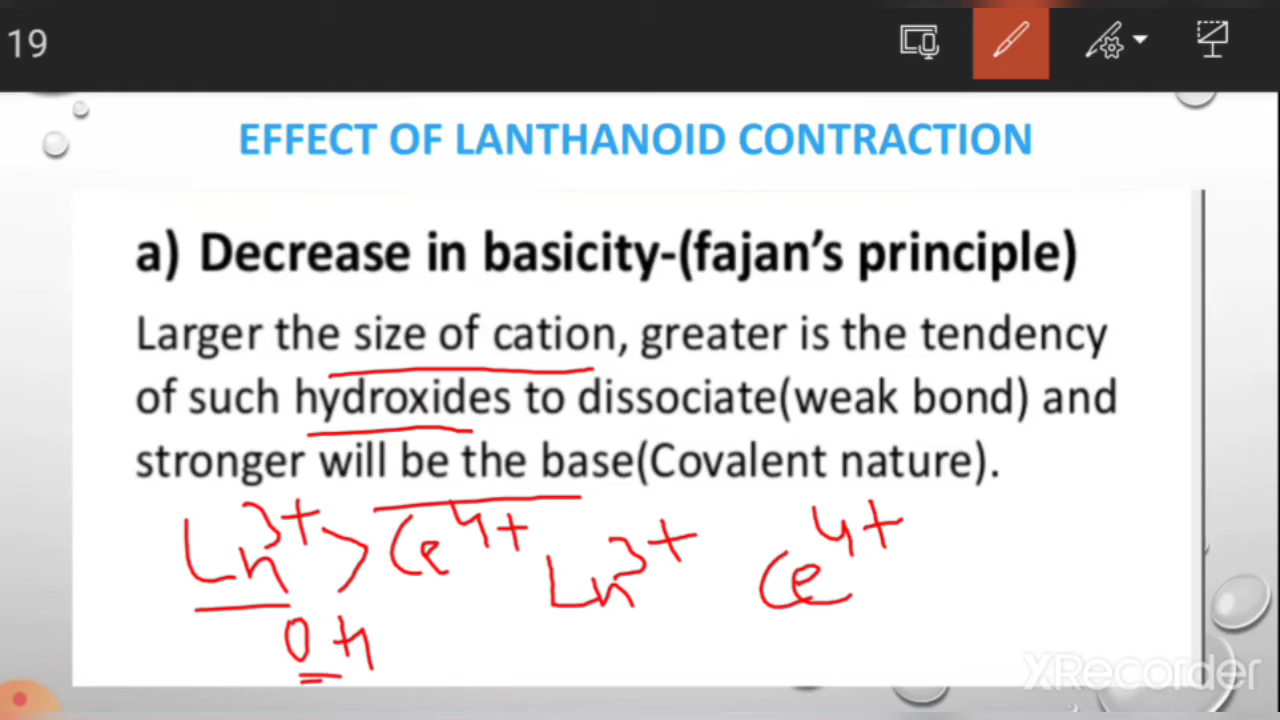 19
EFFECT OF LANTHANOID CONTRACTION
a) Decrease in basicity-(fajan's principle)
Larger the size of cation, greater is the tendency
of such hydroxides to dissociate(weak bond) and
stronger will be the base(Covalent nature).
Ln³⁺ > Ce⁴⁺ Ln³⁺ Ce⁴⁺
OH
XRecorder